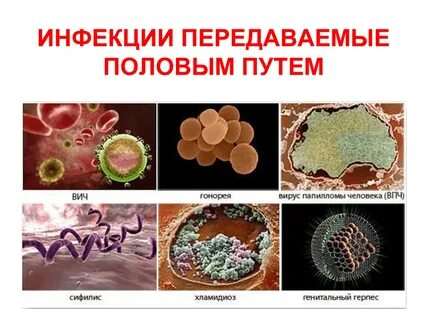 ИНФЕКЦИИ ПЕРЕДАВАЕМЫЕ
ПОЛОВЫМ ПУТЕМ
ВИЧ
гонорея
вирус папилломы человека (ВПЧ)
сифилис
хламидиоз
генитальный герпес